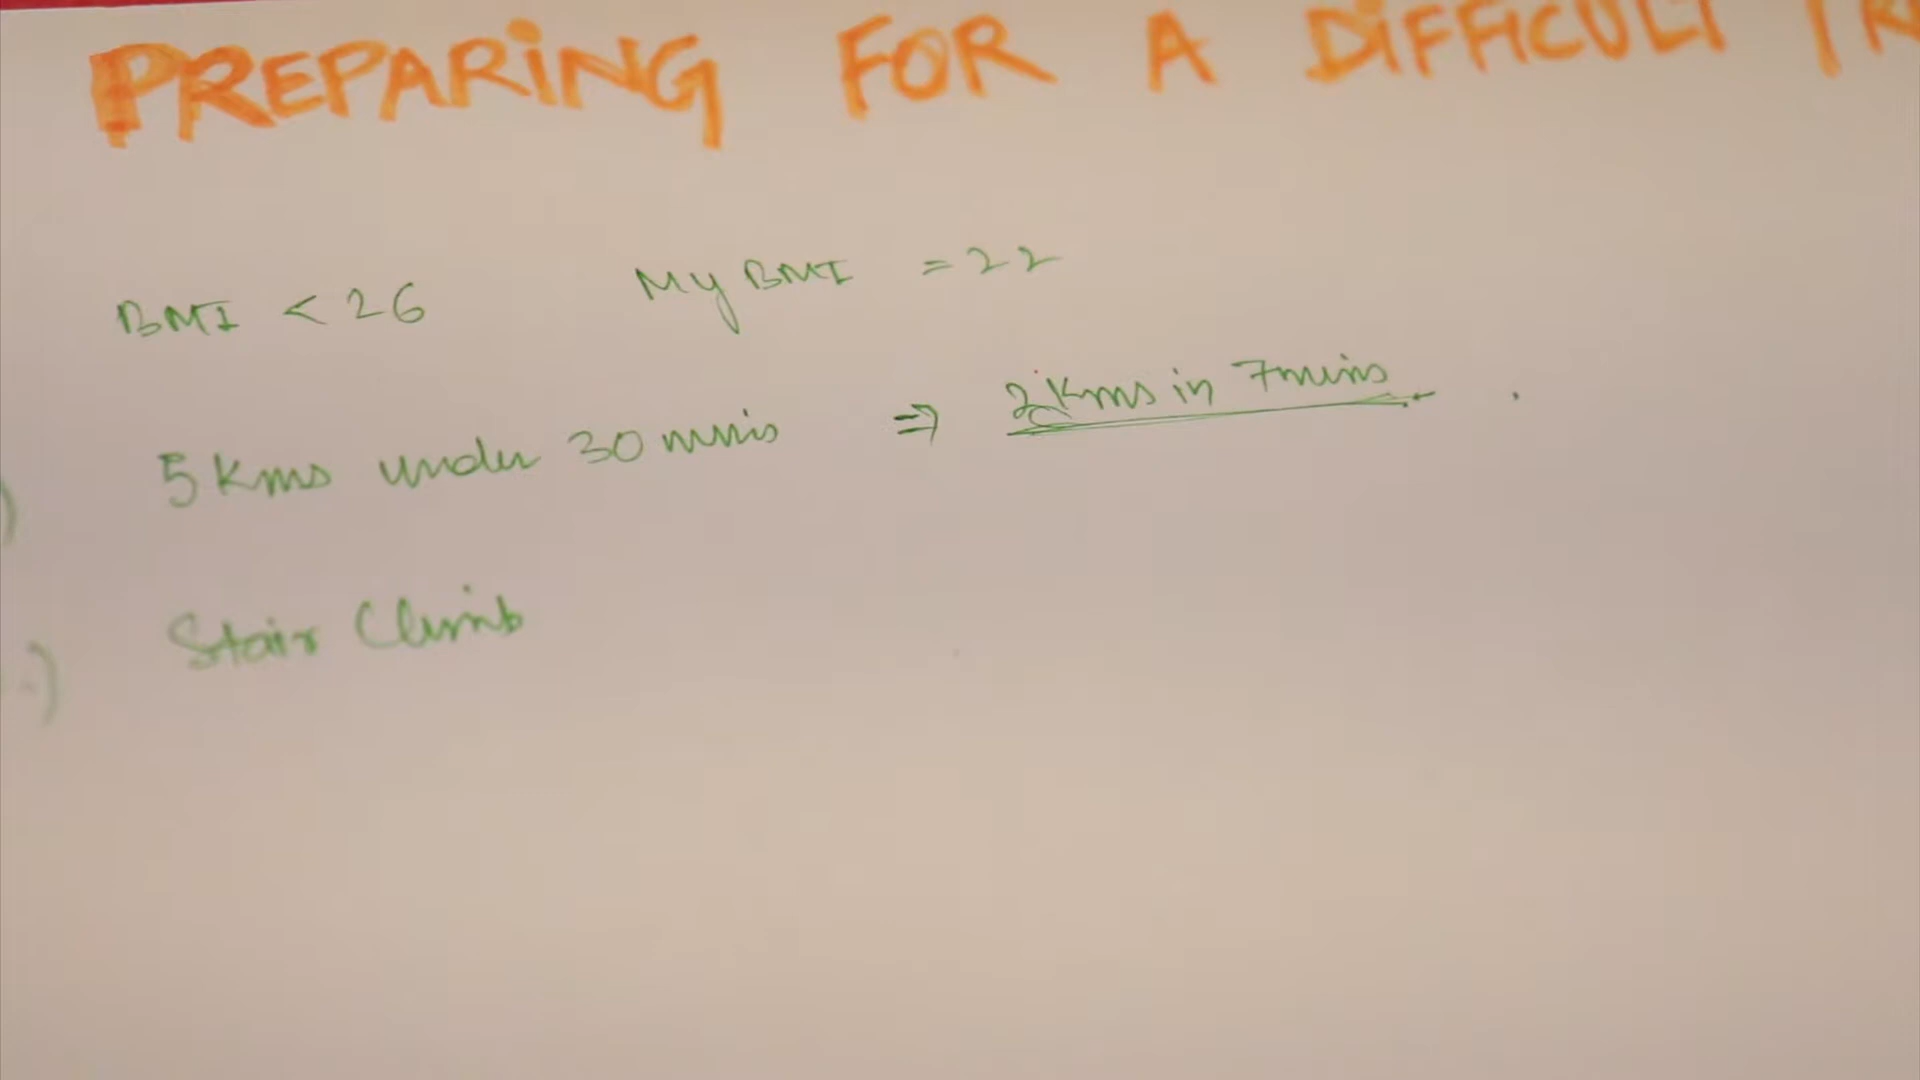 PREPARING FOR A DIFFICULT TR
BMI < 26 My BMI = 22
) 5 Kms under 30 mins ⇒ 2 Kms in 7 mins .
) Stair Climb